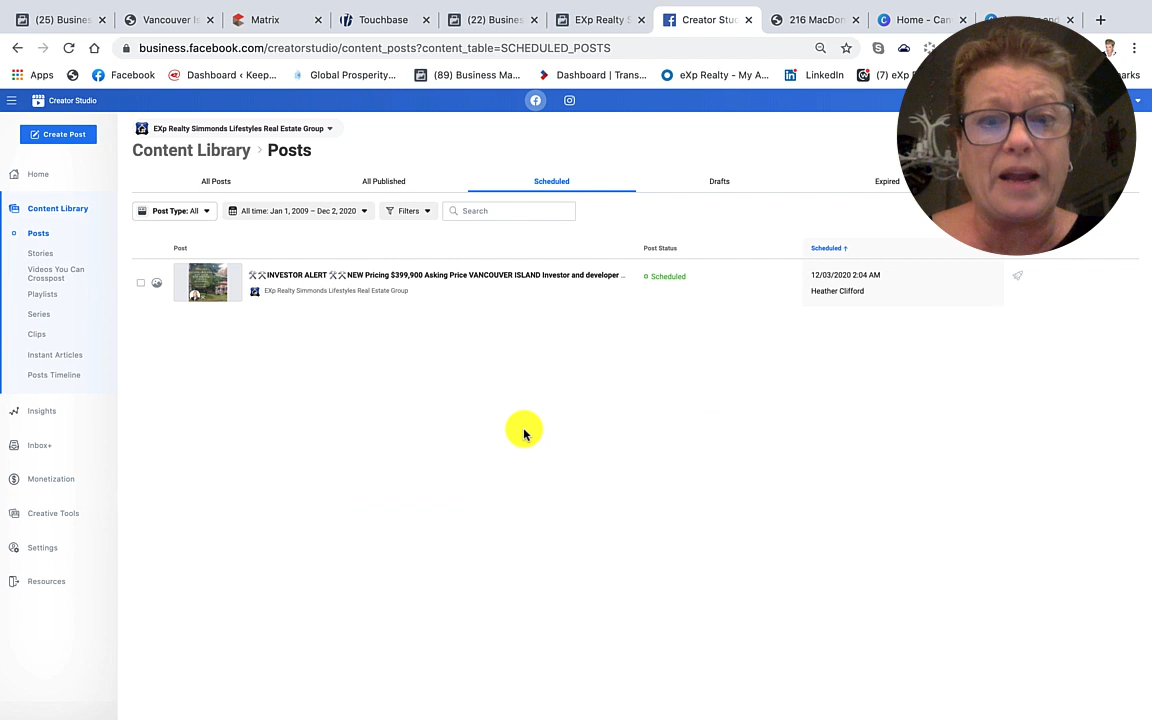 (25) Busines
Vancouver Is
Matrix
Touchbase
(22) Busines
EXp Realty S
Creator Stud
216 MacDon
Home - Can
business.facebook.com/creatorstudio/content_posts?content_table=SCHEDULED_POSTS
Apps
Facebook
Dashboard ‹ Keep...
Global Prosperity...
(89) Business Ma...
Dashboard | Trans...
eXp Realty - My A...
LinkedIn
(7) eXp
Creator Studio
Create Post
EXp Realty Simmonds Lifestyles Real Estate Group
Content Library › Posts
Home
Content Library
Posts
Stories
Videos You Can
Crosspost
Playlists
Series
Clips
Instant Articles
Posts Timeline
Insights
Inbox+
Monetization
Creative Tools
Settings
Resources
All Posts
All Published
Scheduled
Drafts
Expired
Post Type: All
All time: Jan 1, 2009 – Dec 2, 2020
Filters
Search
Post
Post Status
Scheduled ↑
⚒⚒INVESTOR ALERT ⚒⚒NEW Pricing $399,900 Asking Price VANCOUVER ISLAND Investor and developer ...
EXp Realty Simmonds Lifestyles Real Estate Group
Scheduled
12/03/2020 2:04 AM
Heather Clifford